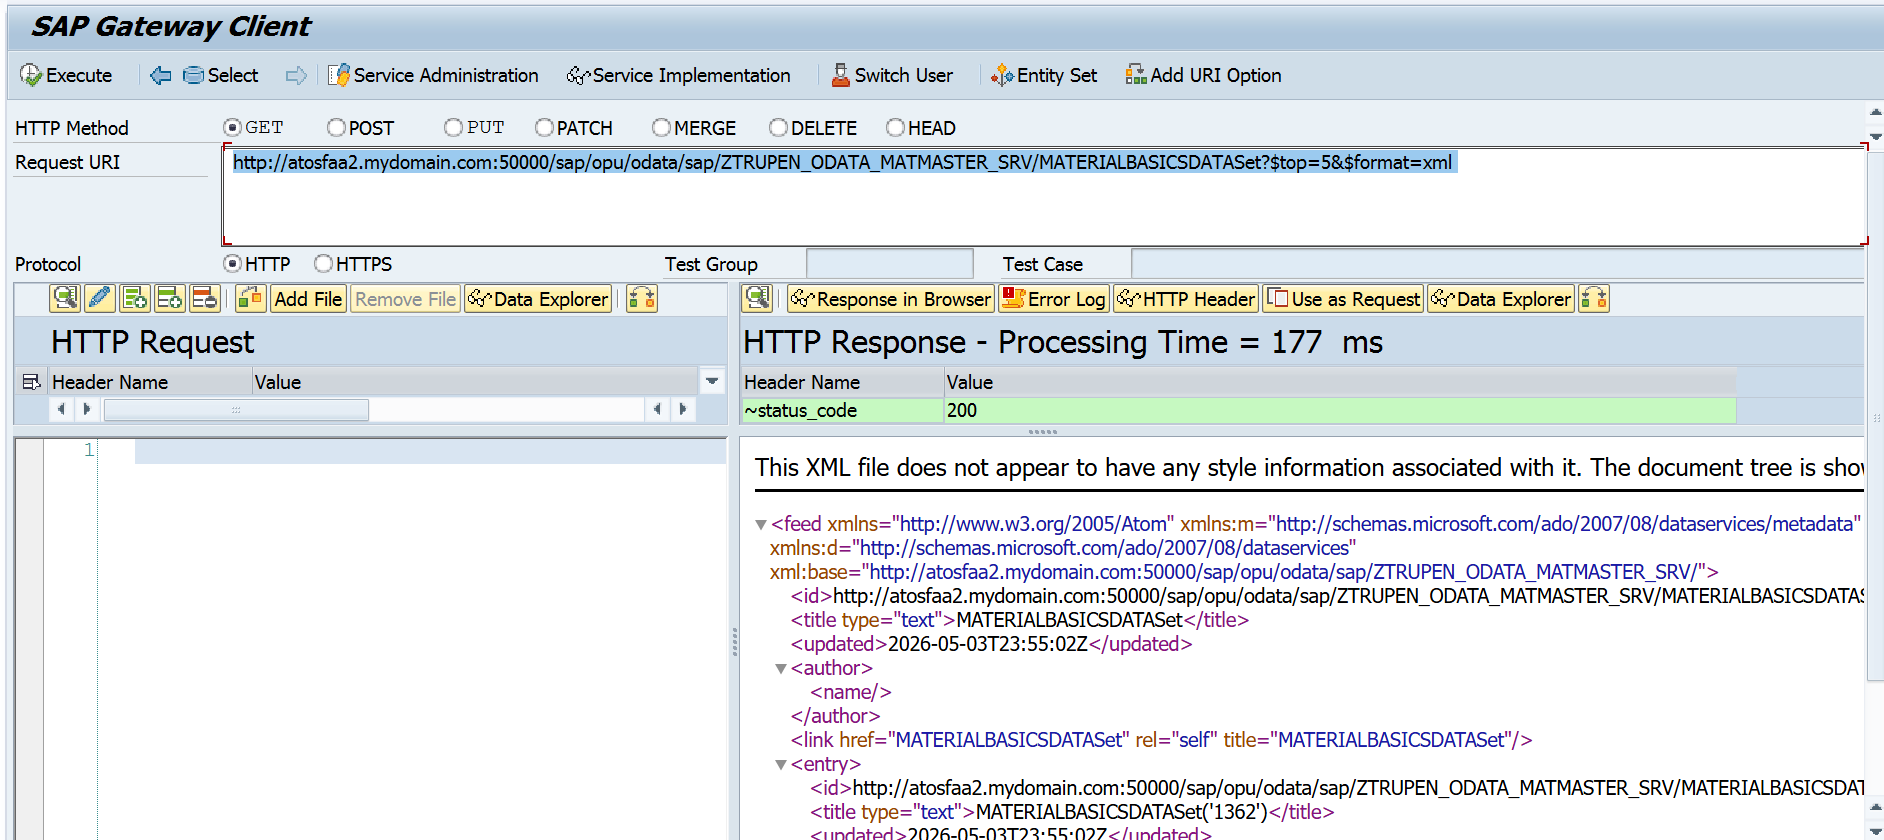 SAP Gateway Client
Execute Select Service Administration Service Implementation Switch User Entity Set Add URI Option
HTTP Method GET POST PUT PATCH MERGE DELETE HEAD
Request URI http://atosfaa2.mydomain.com:50000/sap/opu/odata/sap/ZTRUPEN_ODATA_MATMASTER_SRV/MATERIALBASICSDATASet?$top=5&$format=xml
Protocol HTTP HTTPS Test Group Test Case
Add File Remove File Data Explorer Response in Browser Error Log HTTP Header Use as Request Data Explorer
HTTP Request HTTP Response - Processing Time = 177 ms
Header Name Value Header Name Value
~status_code 200
1
This XML file does not appear to have any style information associated with it. The document tree is
<feed xmlns="http://www.w3.org/2005/Atom" xmlns:m="http://schemas.microsoft.com/ado/2007/08/dataservices/metadata"
xmlns:d="http://schemas.microsoft.com/ado/2007/08/dataservices"
xml:base="http://atosfaa2.mydomain.com:50000/sap/opu/odata/sap/ZTRUPEN_ODATA_MATMASTER_SRV/">
<id>http://atosfaa2.mydomain.com:50000/sap/opu/odata/sap/ZTRUPEN_ODATA_MATMASTER_SRV/MATERIALBASICSDATAS
<title type="text">MATERIALBASICSDATASet</title>
<updated>2026-05-03T23:55:02Z</updated>
<author>
<name/>
</author>
<link href="MATERIALBASICSDATASet" rel="self" title="MATERIALBASICSDATASet"/>
<entry>
<id>http://atosfaa2.mydomain.com:50000/sap/opu/odata/sap/ZTRUPEN_ODATA_MATMASTER_SRV/MATERIALBASICSDAT
<title type="text">MATERIALBASICSDATASet('1362')</title>
<updated>2026-05-03T23:55:02Z</updated>